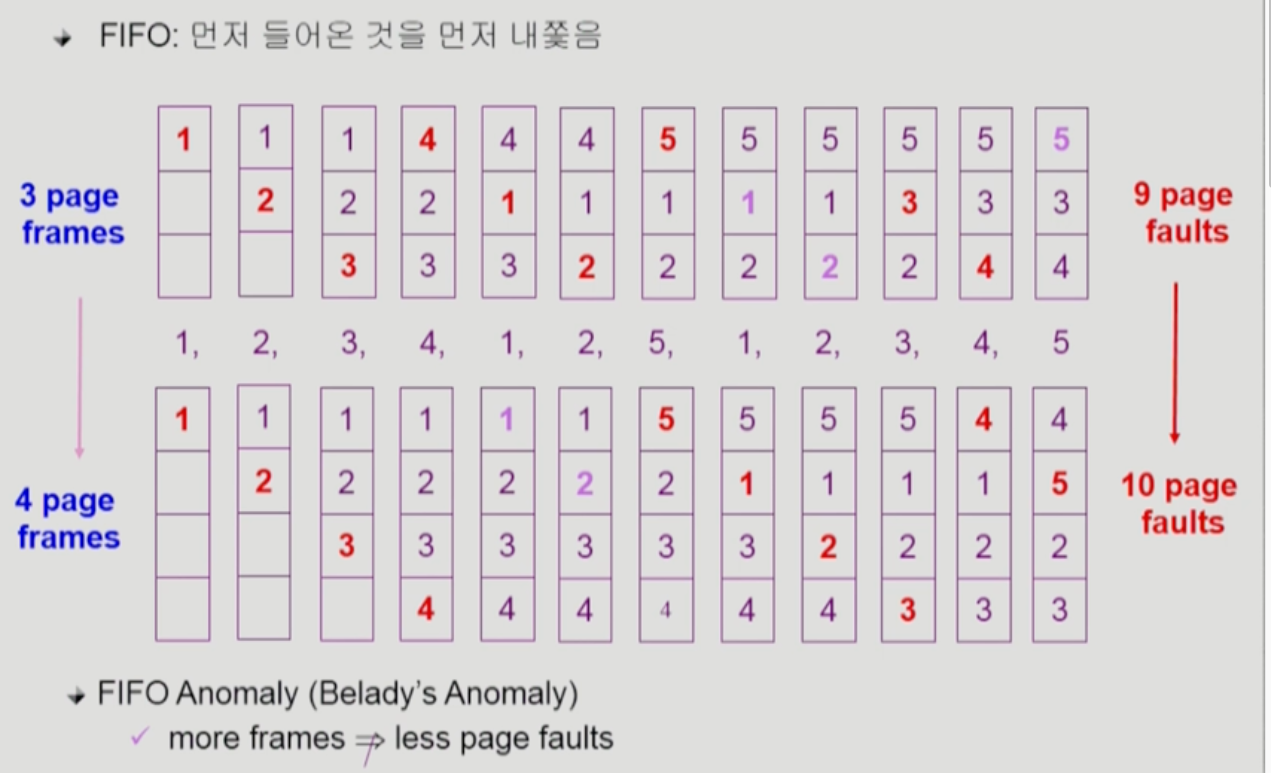 FIFO: 먼저 들어온 것을 먼저 내쫓음
1 1 1 4 4 4 5 5 5 5 5 5
3 page frames
2 2 2 1 1 1 1 1 3 3 3
9 page faults
3 3 3 2 2 2 2 2 4 4
1, 2, 3, 4, 1, 2, 5, 1, 2, 3, 4, 5
1 1 1 1 1 1 5 5 5 5 4 4
2 2 2 2 2 2 1 1 1 1 5
4 page frames
10 page faults
3 3 3 3 3 3 2 2 2 2
4 4 4 4 4 4 3 3 3
FIFO Anomaly (Belady's Anomaly)
✓ more frames ⇏ less page faults